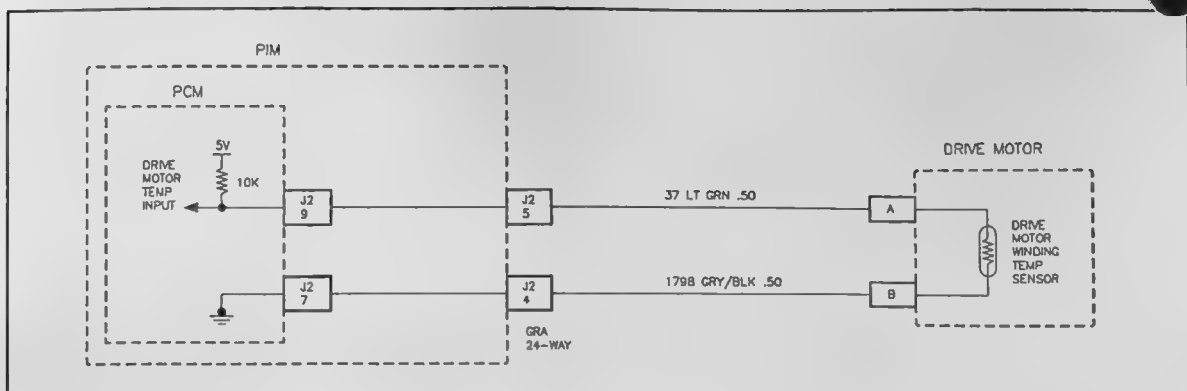 PIM
PCM
5V
10K
DRIVE
MOTOR
TEMP
INPUT
J2
9
J2
5
37 LT GRN .50
A
DRIVE MOTOR
DRIVE
MOTOR
WINDING
TEMP
SENSOR
J2
7
J2
4
1798 GRY/BLK .50
B
GRA
24-WAY